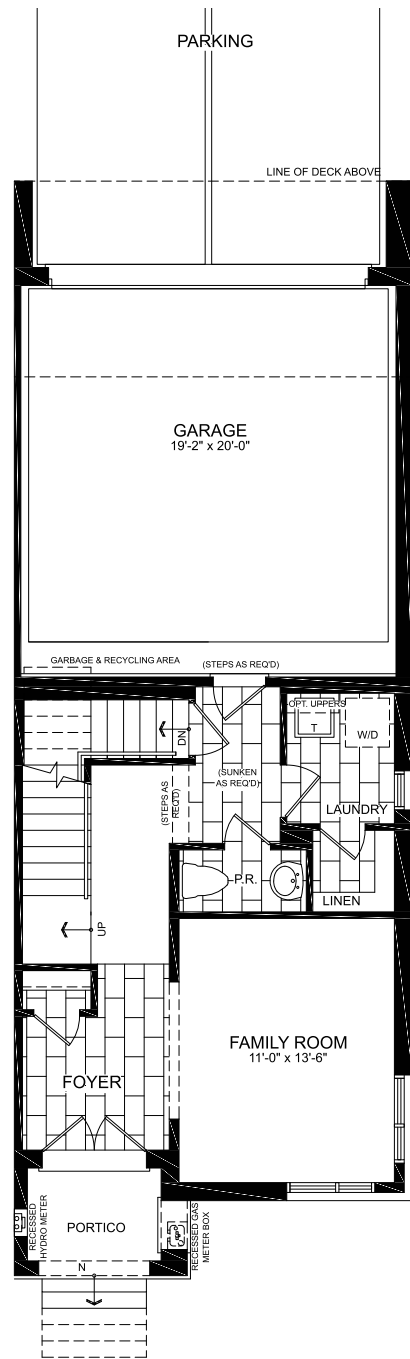 PARKING
LINE OF DECK ABOVE
GARAGE
19'-2" x 20'-0"
GARBAGE & RECYCLING AREA
(STEPS AS REQ'D)
OPT. UPPERS
T
W/D
DN
(SUNKEN
AS REQ'D)
(STEPS AS
REQ'D)
LAUNDRY
P.R.
LINEN
UP
FAMILY ROOM
11'-0" x 13'-6"
FOYER
RECESSED
HYDRO METER
PORTICO
RECESSED GAS
METER BOX
N